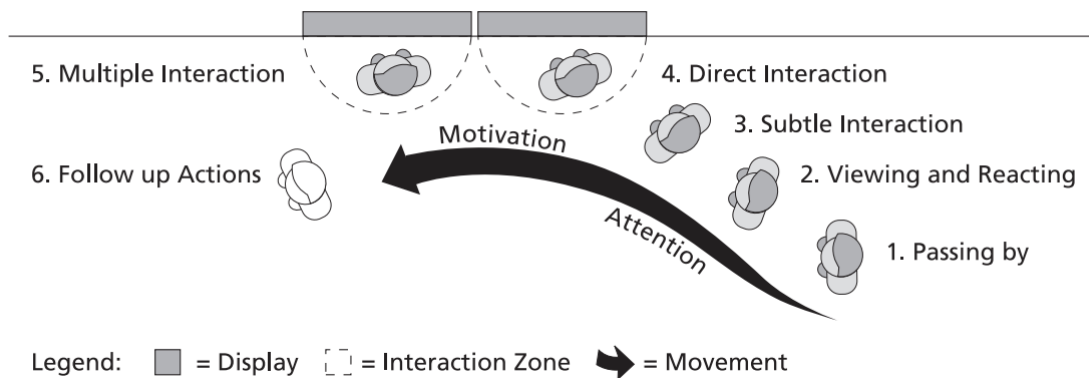 5. Multiple Interaction
4. Direct Interaction
Motivation
3. Subtle Interaction
6. Follow up Actions
2. Viewing and Reacting
Attention
1. Passing by
Legend: = Display = Interaction Zone = Movement